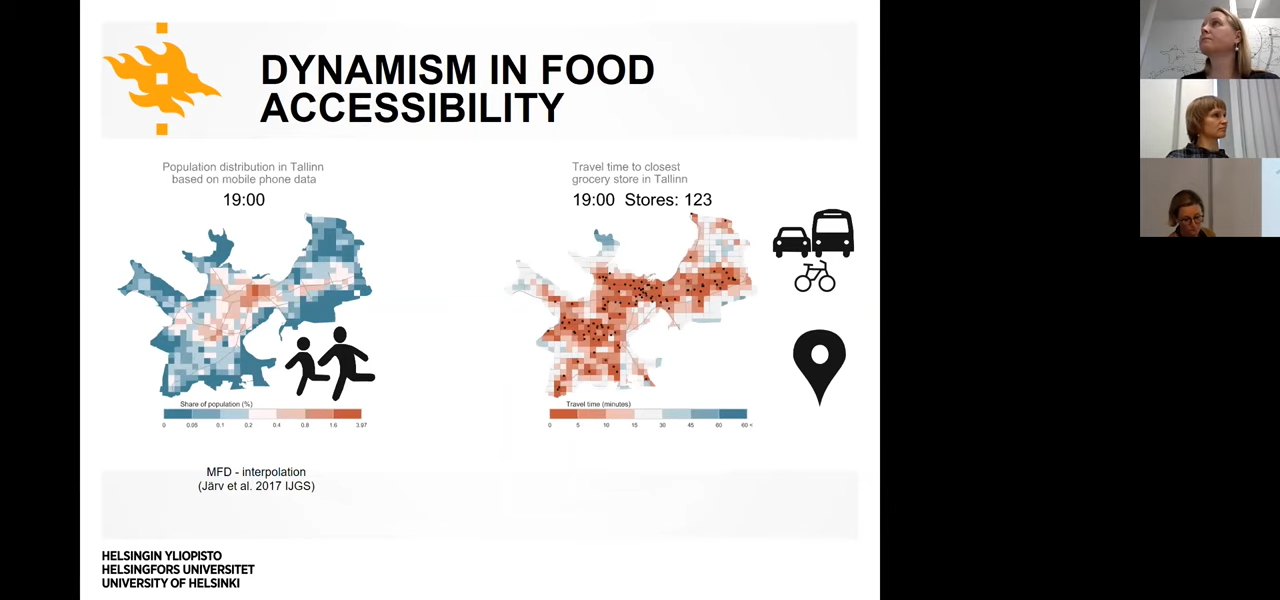 DYNAMISM IN FOOD
ACCESSIBILITY
Population distribution in Tallinn
based on mobile phone data
19:00
Share of population (%)
0 0.05 0.1 0.2 0.4 0.8 1.6 3.97
MFD - interpolation
(Järv et al. 2017 IJGS)
Travel time to closest
grocery store in Tallinn
19:00 Stores: 123
Travel time (minutes)
0 5 10 15 30 45 60 60 <
HELSINGIN YLIOPISTO
HELSINGFORS UNIVERSITET
UNIVERSITY OF HELSINKI